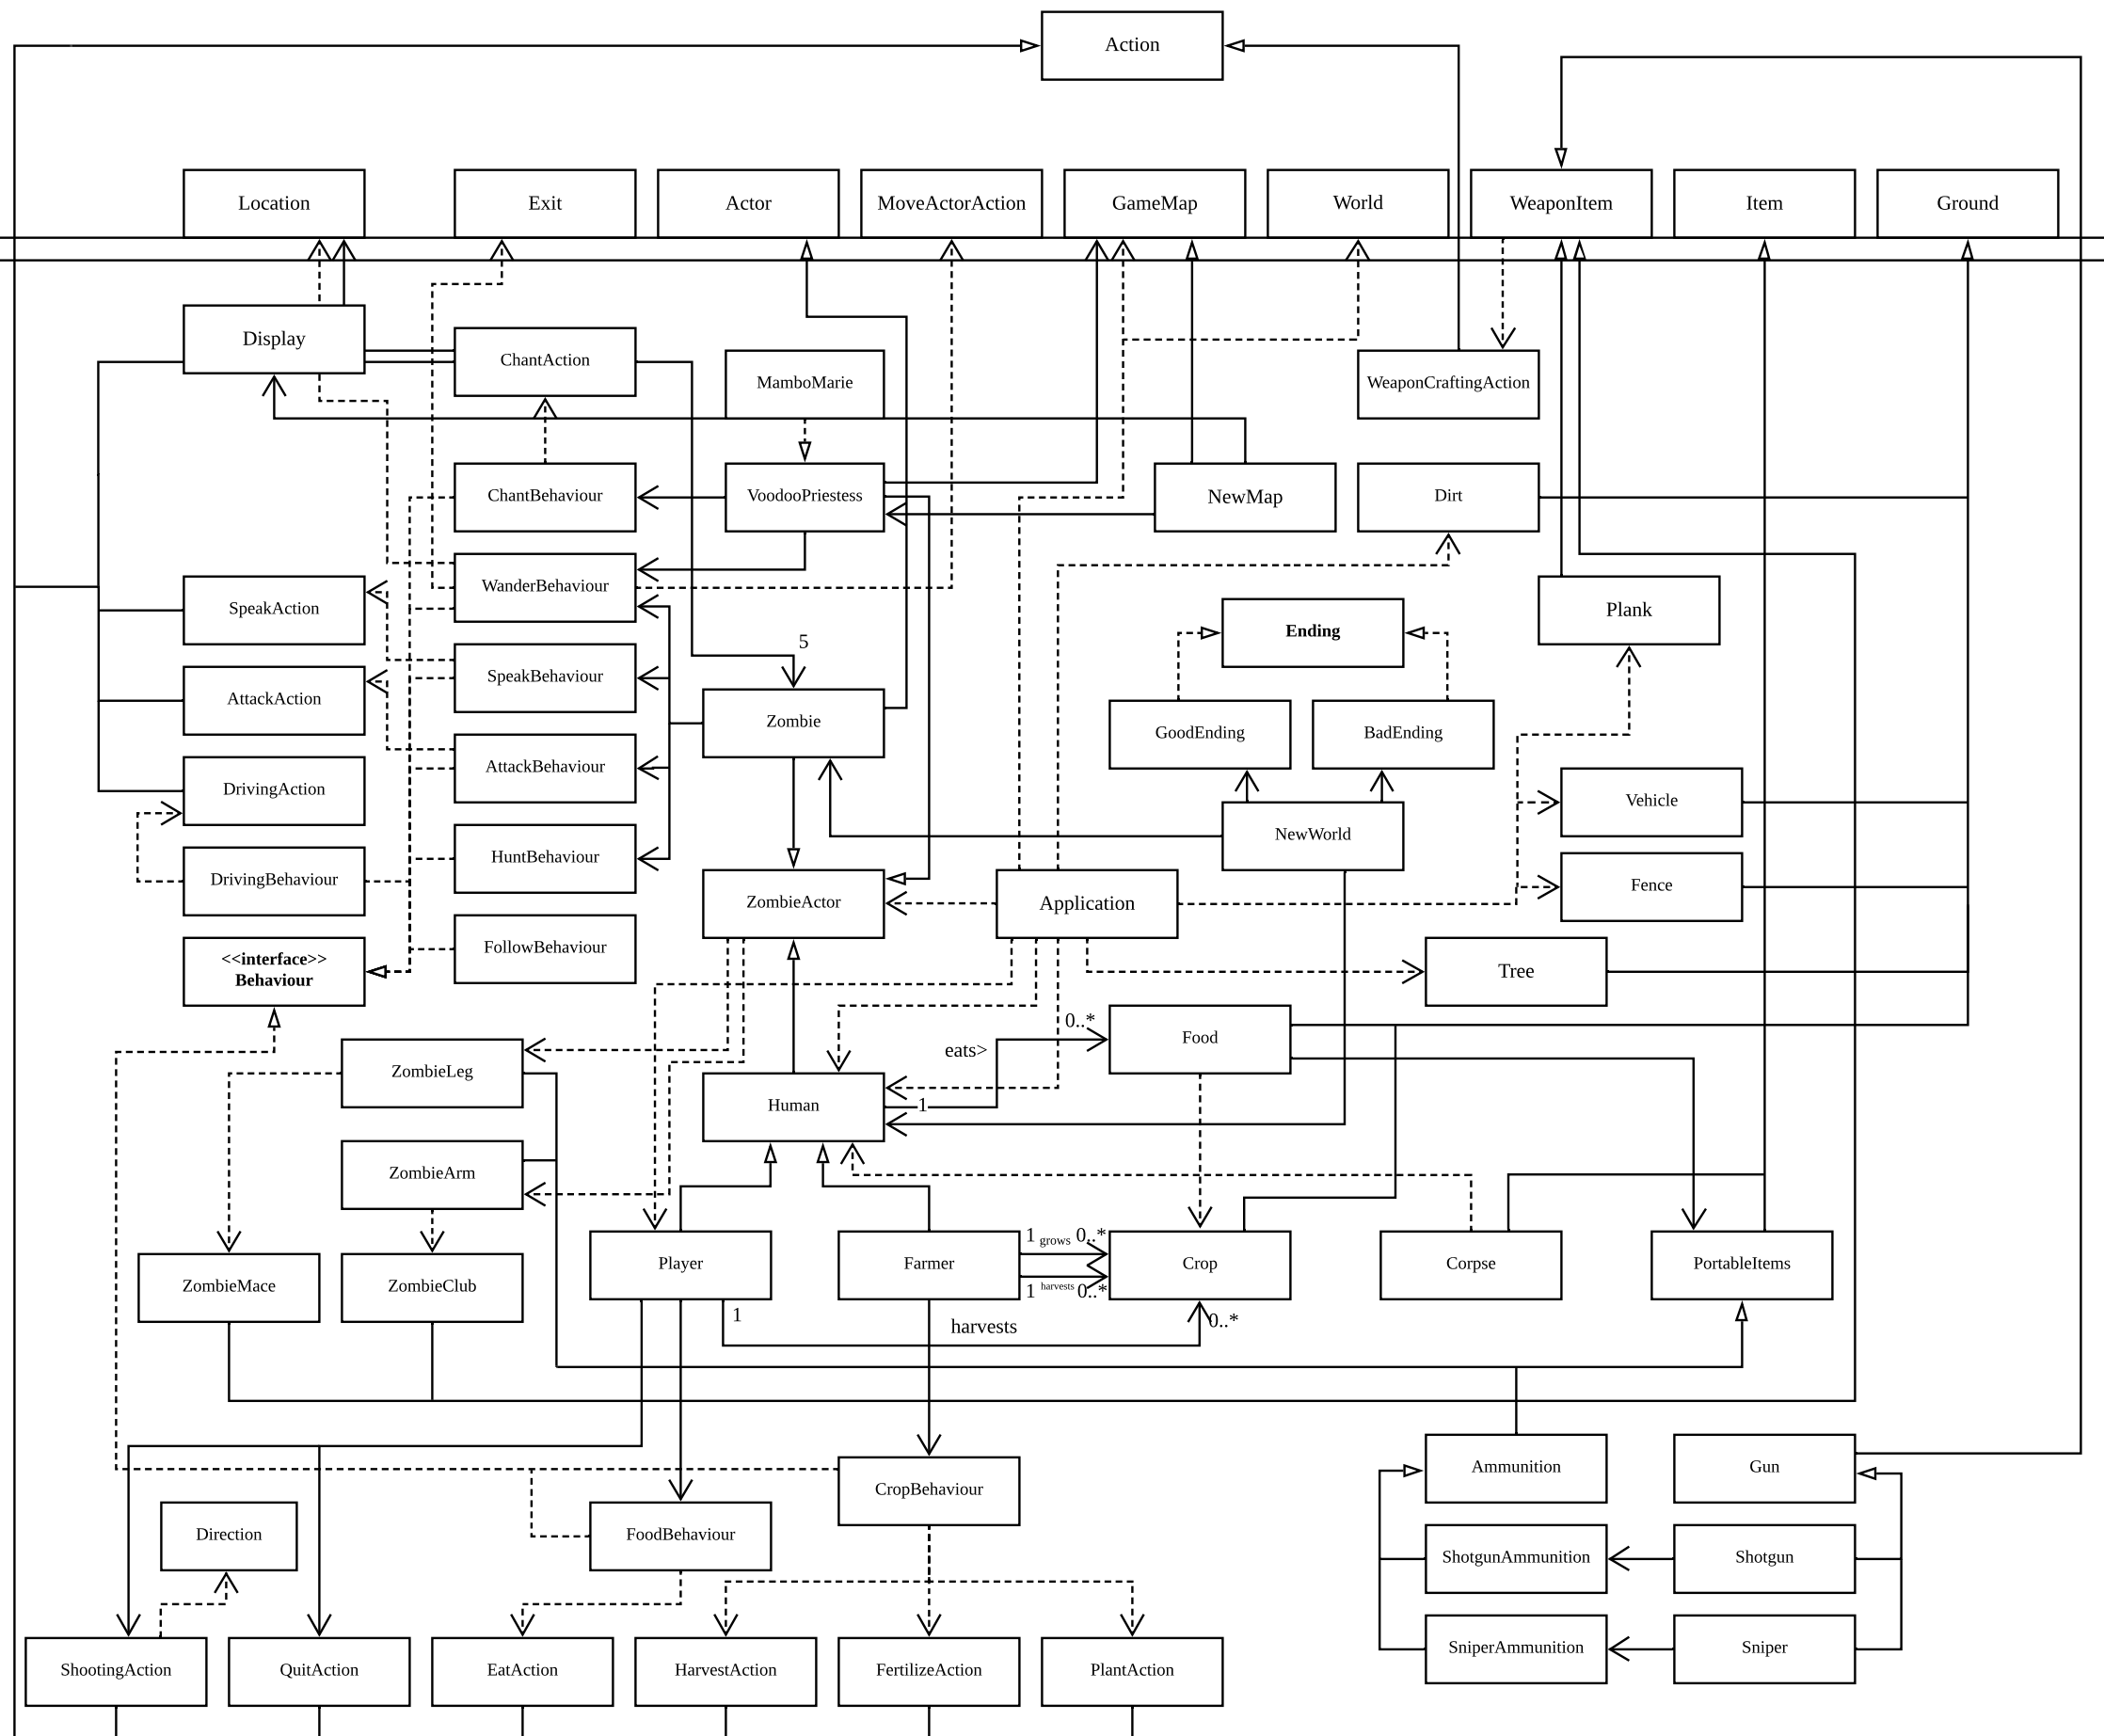 Action
Location
Exit
Actor
MoveActorAction
GameMap
World
WeaponItem
Item
Ground
Display
ChantAction
MamboMarie
WeaponCraftingAction
ChantBehaviour
VoodooPriestess
NewMap
Dirt
WanderBehaviour
SpeakAction
Plank
Ending
5
SpeakBehaviour
AttackAction
Zombie
GoodEnding
BadEnding
AttackBehaviour
DrivingAction
Vehicle
NewWorld
HuntBehaviour
DrivingBehaviour
Fence
ZombieActor
Application
FollowBehaviour
<<interface>>
Behaviour
Tree
0..*
eats>
Food
ZombieLeg
Human
1
ZombieArm
1 grows 0..*
ZombieMace
ZombieClub
Player
Farmer
Crop
Corpse
PortableItems
1 harvests 0..*
1
harvests
0..*
Ammunition
Gun
CropBehaviour
Direction
FoodBehaviour
ShotgunAmmunition
Shotgun
SniperAmmunition
Sniper
ShootingAction
QuitAction
EatAction
HarvestAction
FertilizeAction
PlantAction